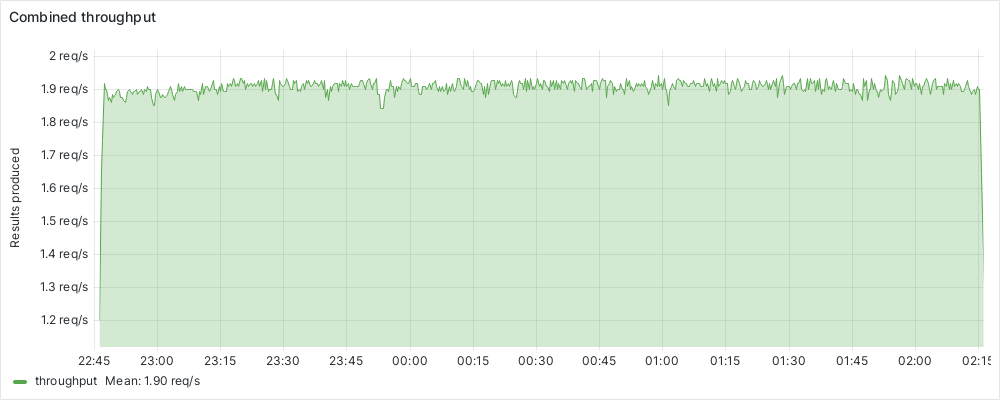 Combined throughput
Results produced
2 req/s
1.9 req/s
1.8 req/s
1.7 req/s
1.6 req/s
1.5 req/s
1.4 req/s
1.3 req/s
1.2 req/s
22:45 23:00 23:15 23:30 23:45 00:00 00:15 00:30 00:45 01:00 01:15 01:30 01:45 02:00 02:15
throughput Mean: 1.90 req/s